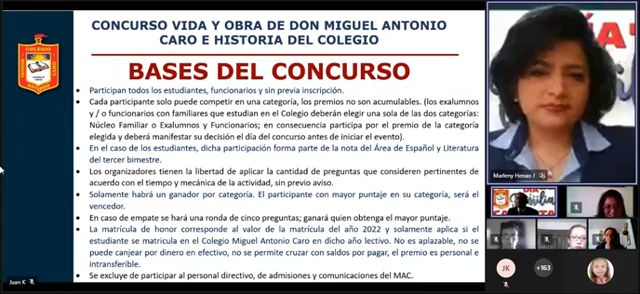 CONCURSO VIDA Y OBRA DE DON MIGUEL ANTONIO
CARO E HISTORIA DEL COLEGIO
BASES DEL CONCURSO
• Participan todos los estudiantes, funcionarios y sin previa inscripción.
• Cada participante solo puede competir en una categoría, los premios no son acumulables. (los exalumnos
y / o funcionarios con familiares que estudian en el Colegio deberán elegir una sola de las dos categorías:
Núcleo Familiar o Exalumnos y Funcionarios; en consecuencia participa por el premio de la categoría
elegida y deberá manifestar su decisión el día del concurso antes de iniciar el evento).
• En el caso de los estudiantes, dicha participación forma parte de la nota del Área de Español y Literatura
del tercer bimestre.
• Los organizadores tienen la libertad de aplicar la cantidad de preguntas que consideren pertinentes de
acuerdo con el tiempo y mecánica de la actividad, sin previo aviso.
• Solamente habrá un ganador por categoría. El participante con mayor puntaje en su categoría, será el
vencedor.
• En caso de empate se hará una ronda de cinco preguntas; ganará quien obtenga el mayor puntaje.
• La matrícula de honor corresponde al valor de la matrícula del año 2022 y solamente aplica si el
estudiante se matricula en el Colegio Miguel Antonio Caro en dicho año lectivo. No es aplazable, no se
puede canjear por dinero en efectivo, no se permite cruzar con saldos por pagar, el premio es personal e
intransferible.
• Se excluye de participar al personal directivo, de admisiones y comunicaciones del MAC.
COLEGIO
Juan K
Marleny Henao J
JK
+163